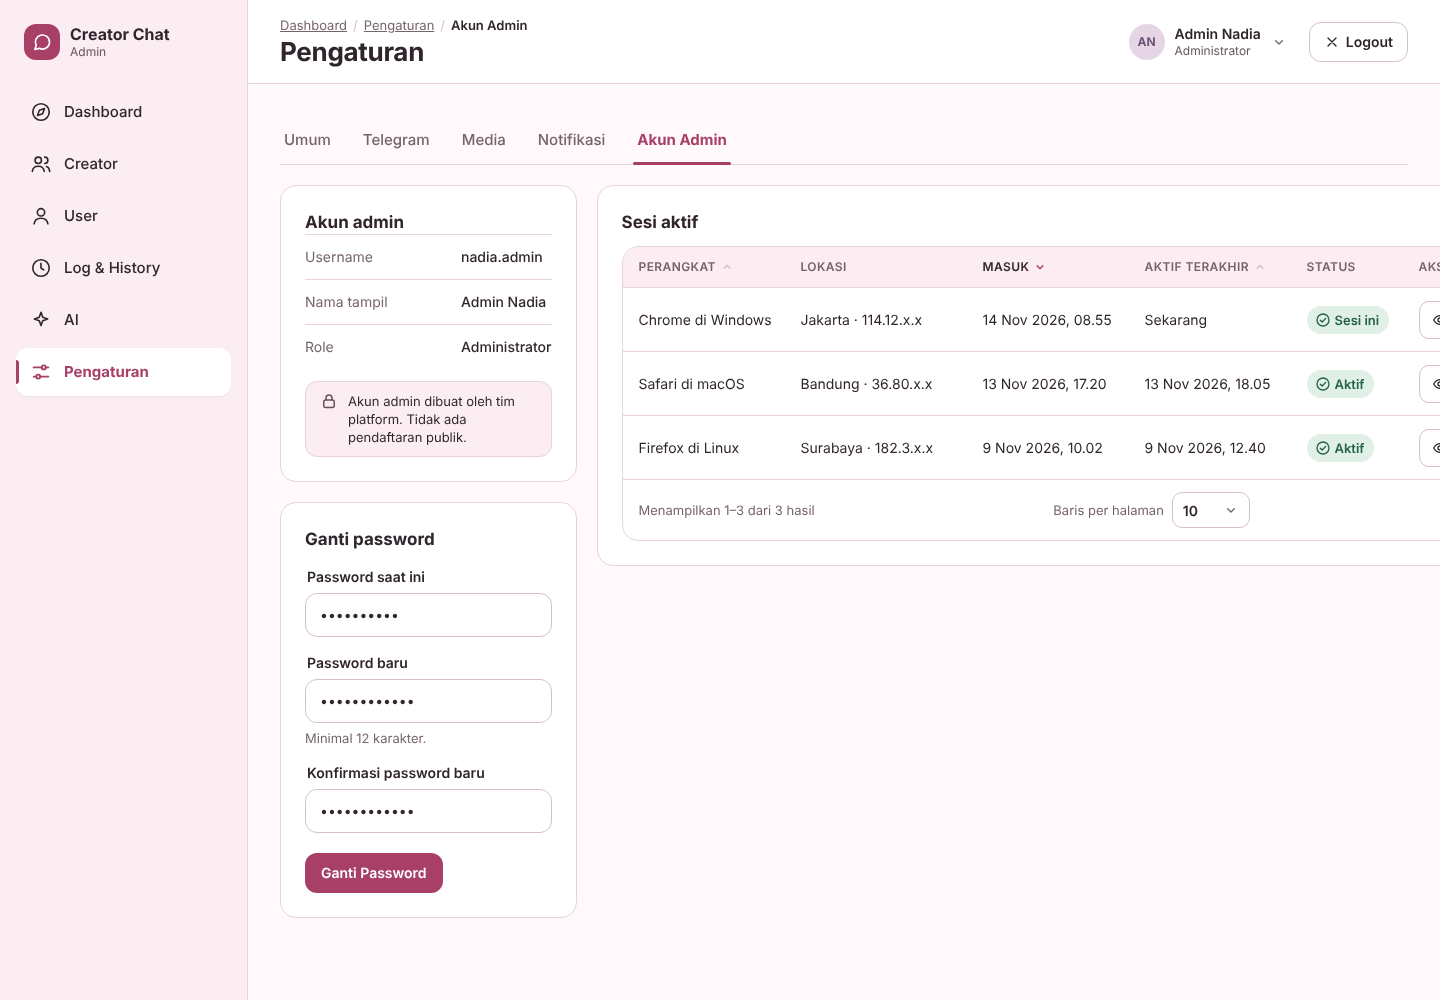 Creator Chat
Admin
Dashboard
Creator
User
Log & History
AI
Pengaturan
Dashboard / Pengaturan / Akun Admin
Pengaturan
AN
Admin Nadia
Administrator
Logout
Umum Telegram Media Notifikasi Akun Admin
Akun admin
Username nadia.admin
Nama tampil Admin Nadia
Role Administrator
Akun admin dibuat oleh tim
platform. Tidak ada
pendaftaran publik.
Ganti password
Password saat ini
••••••••••
Password baru
••••••••••••
Minimal 12 karakter.
Konfirmasi password baru
••••••••••••
Ganti Password
Sesi aktif
PERANGKAT LOKASI MASUK AKTIF TERAKHIR STATUS AKS
Chrome di Windows Jakarta · 114.12.x.x 14 Nov 2026, 08.55 Sekarang Sesi ini
Safari di macOS Bandung · 36.80.x.x 13 Nov 2026, 17.20 13 Nov 2026, 18.05 Aktif
Firefox di Linux Surabaya · 182.3.x.x 9 Nov 2026, 10.02 9 Nov 2026, 12.40 Aktif
Menampilkan 1–3 dari 3 hasil Baris per halaman 10